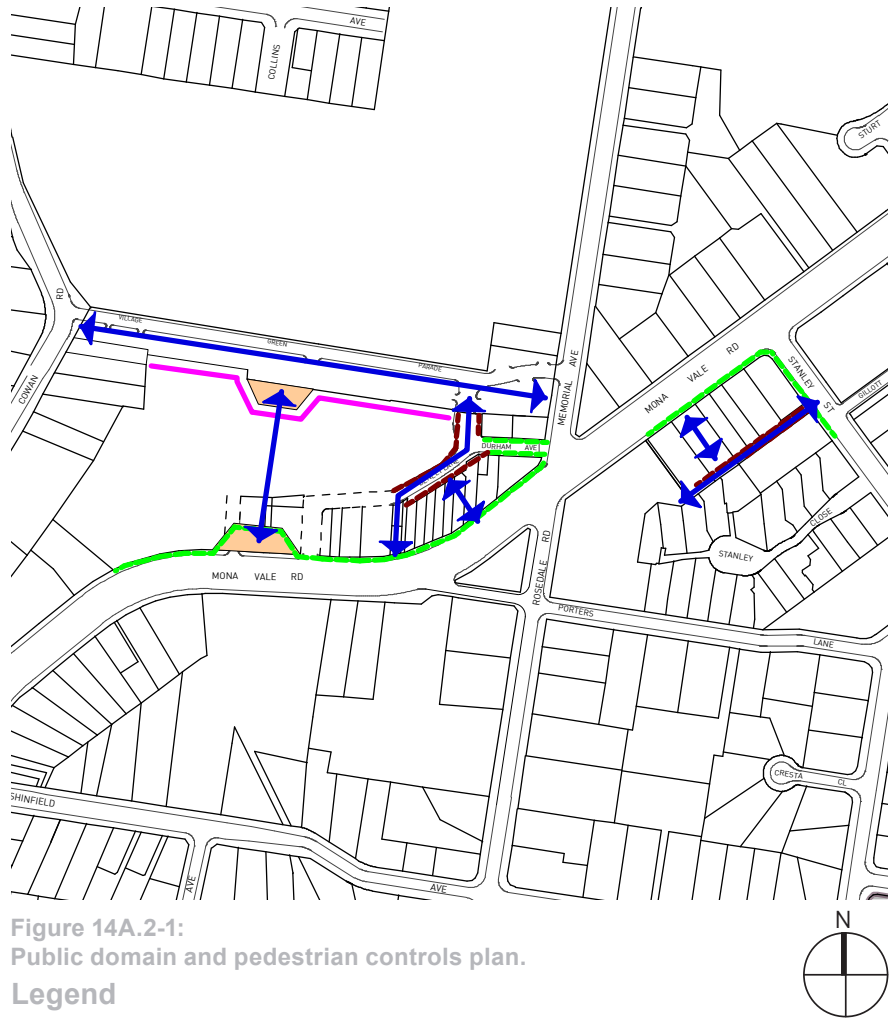 AVE
COLLINS
STURT
RD
VILLAGE
GREEN
PARADE
COWAN
MEMORIAL AVE
MONA VALE RD
STANLEY ST
GILLOTT
DURHAM AVE
STANLEY
CLOSE
MONA VALE RD
ROSEDALE RD
PORTERS
LANE
CRESTA CL
SHINFIELD
AVE
AVE
Figure 14A.2-1:
Public domain and pedestrian controls plan.
Legend
N